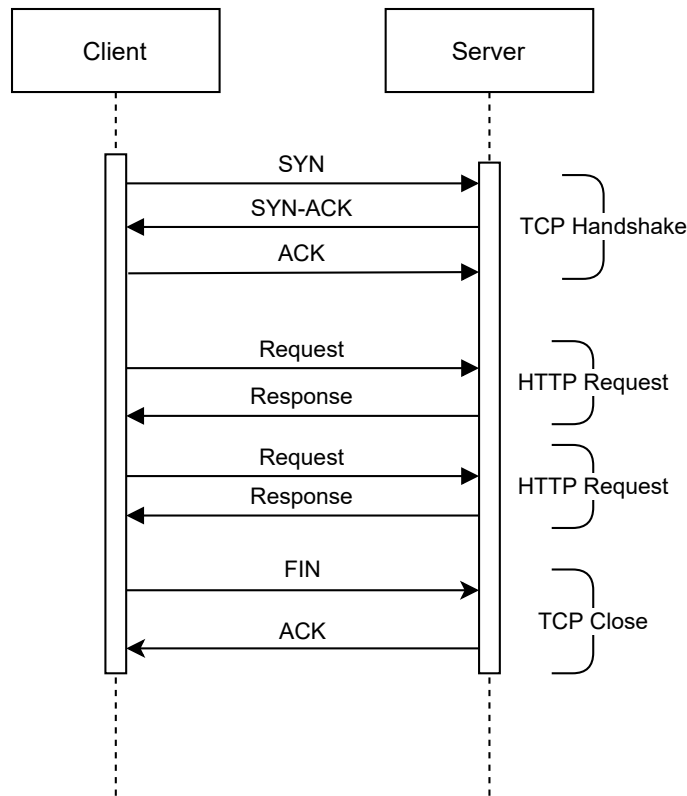 Client
Server
SYN
SYN-ACK
TCP Handshake
ACK
Request
HTTP Request
Response
Request
HTTP Request
Response
FIN
TCP Close
ACK